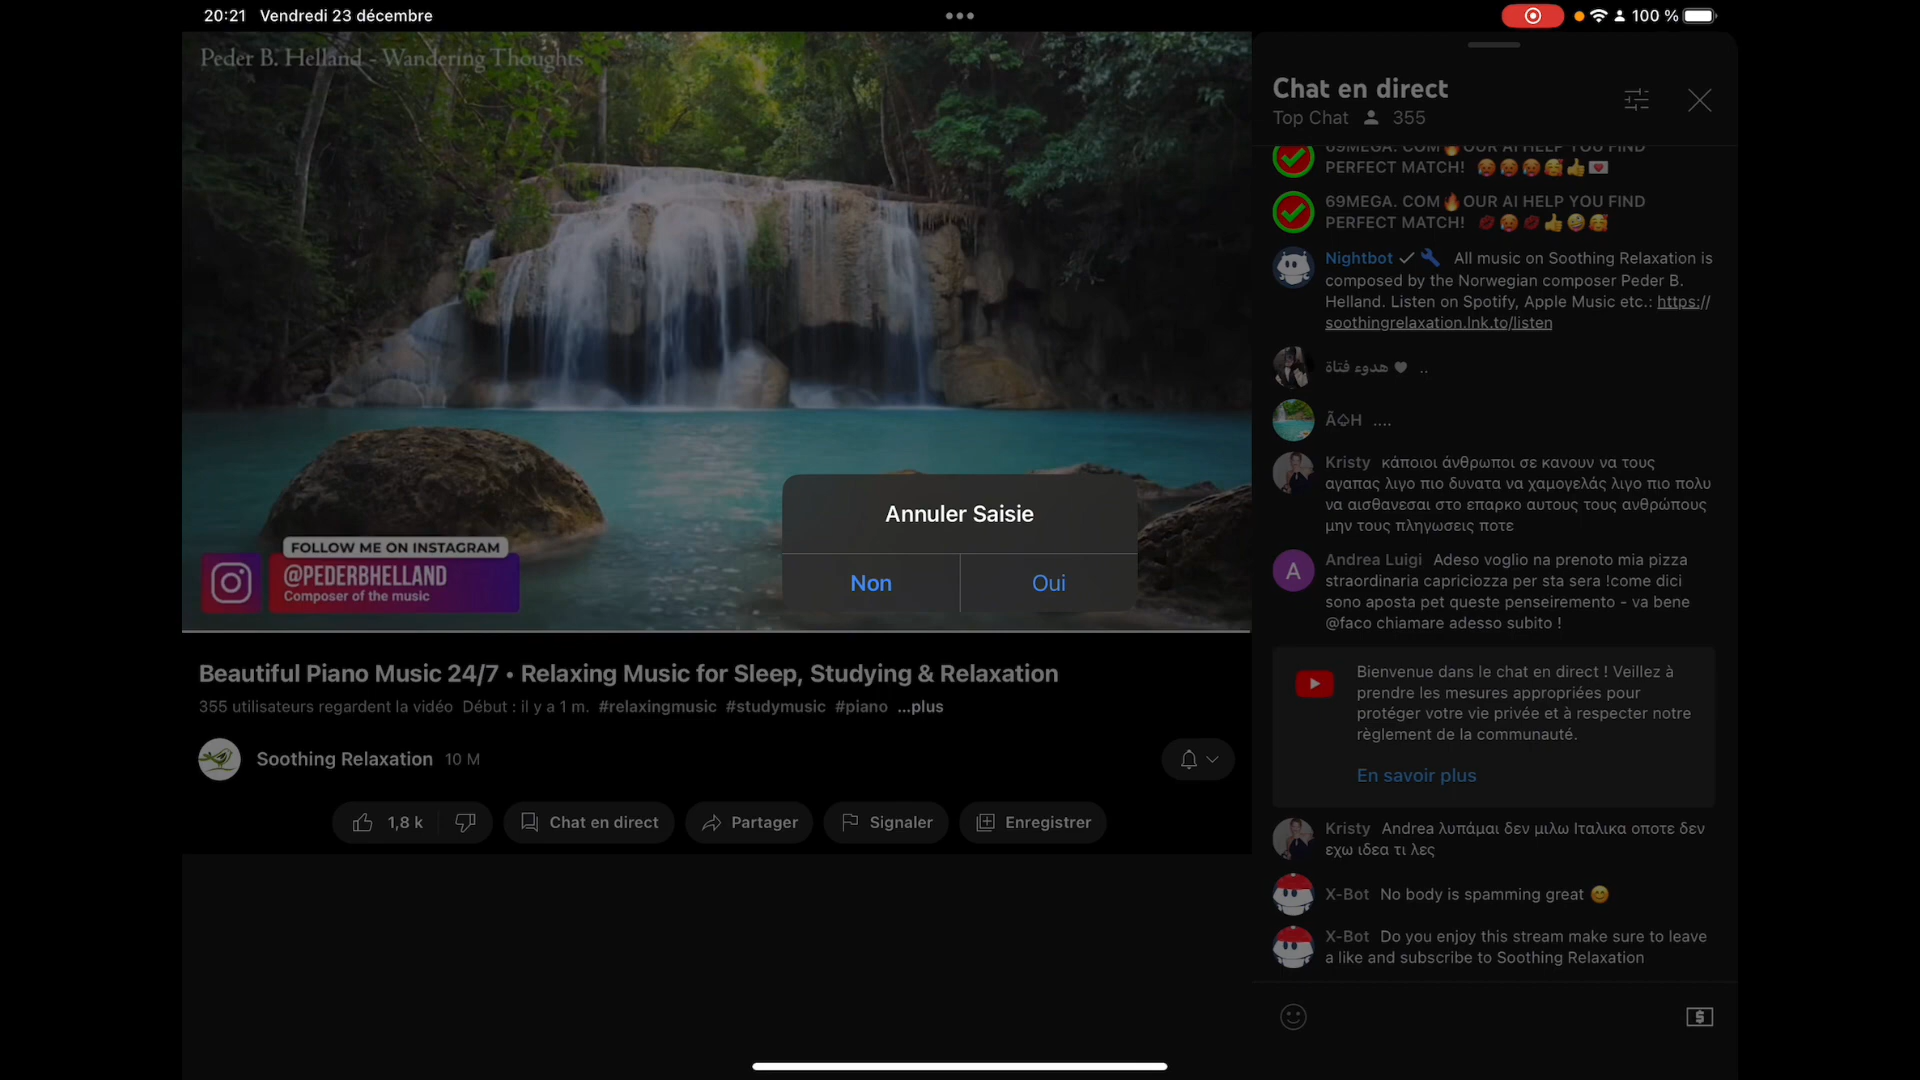 20:21 Vendredi 23 décembre
100 %
Peder B. Helland - Wandering Thoughts
FOLLOW ME ON INSTAGRAM
@PEDERBHELLAND
Composer of the music
Annuler Saisie
Non Oui
Beautiful Piano Music 24/7 • Relaxing Music for Sleep, Studying & Relaxation
355 utilisateurs regardent la vidéo Début : il y a 1 m. #relaxingmusic #studymusic #piano ...plus
Soothing Relaxation 10 M
1,8 k Chat en direct Partager Signaler Enregistrer
Chat en direct
Top Chat 355
69MEGA. COM🔥OUR AI HELP YOU FIND
PERFECT MATCH! 🥵🥵🥵🥰👍💌
69MEGA. COM🔥OUR AI HELP YOU FIND
PERFECT MATCH! 💋🥵💋👍🤪🥰
Nightbot All music on Soothing Relaxation is
composed by the Norwegian composer Peder B.
Helland. Listen on Spotify, Apple Music etc.: https://
soothingrelaxation.lnk.to/listen
هدوء فتاة ♥ ..
Ã♤H ....
Kristy κάποιοι άνθρωποι σε κανουν να τους
αγαπας λιγο πιο δυνατα να χαμογελάς λιγο πιο πολυ
να αισθανεσαι στο επαρκο αυτους τους ανθρώπους
μην τους πληγωσεις ποτε
A
Andrea Luigi Adeso voglio na prenoto mia pizza
straordinaria capriciozza per sta sera !come dici
sono aposta pet queste penseiremento - va bene
@faco chiamare adesso subito !
Bienvenue dans le chat en direct ! Veillez à
prendre les mesures appropriées pour
protéger votre vie privée et à respecter notre
règlement de la communauté.
En savoir plus
Kristy Andrea λυπάμαι δεν μιλω Ιταλικα οποτε δεν
εχω ιδεα τι λες
X-Bot No body is spamming great 😊
X-Bot Do you enjoy this stream make sure to leave
a like and subscribe to Soothing Relaxation